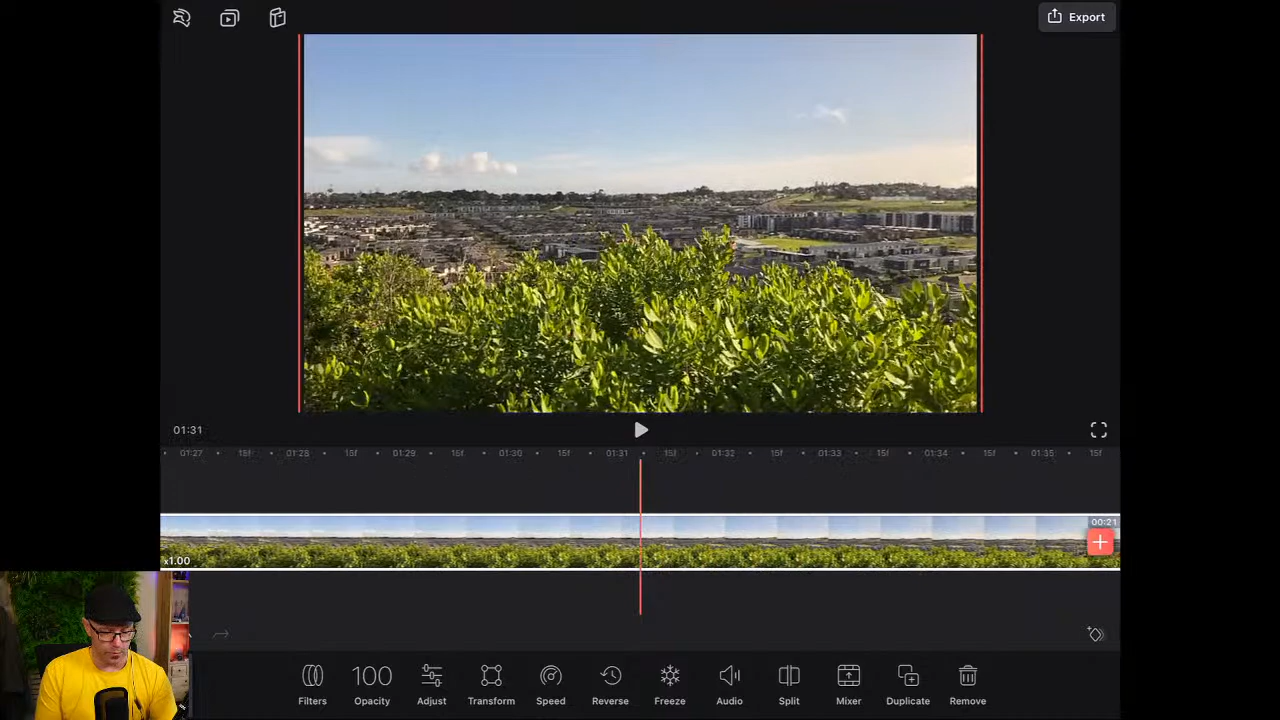 Export
01:31
01:27 15f 01:28 15f 01:29 15f 01:30 15f 01:31 15f 01:32 15f 01:33 15f 01:34 15f 01:35 15f
00:21
x1.00
100
Filters Opacity Adjust Transform Speed Reverse Freeze Audio Split Mixer Duplicate Remove